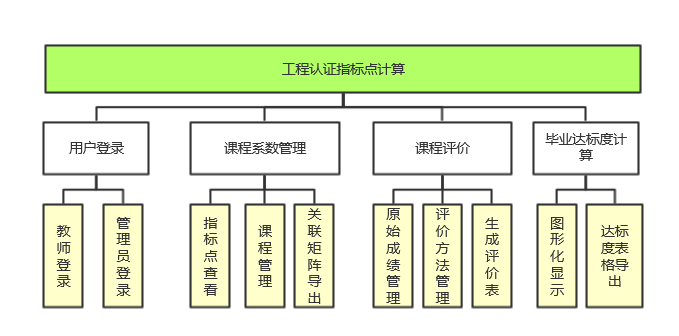 工程认证指标点计算
用户登录
课程系数管理
课程评价
毕业达标度计
算
教师登录
管理员登录
指标点查看
课程管理
关联矩阵导出
原始成绩管理
评价方法管理
生成评价表
图形化显示
达标
度表
格导
出